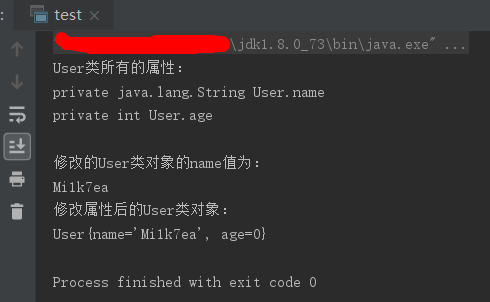 test ×
\jdk1.8.0_73\bin\java.exe" ...
User类所有的属性：
private java.lang.String User.name
private int User.age
修改的User类对象的name值为：
Mi1k7ea
修改属性后的User类对象：
User{name='Mi1k7ea', age=0}
Process finished with exit code 0